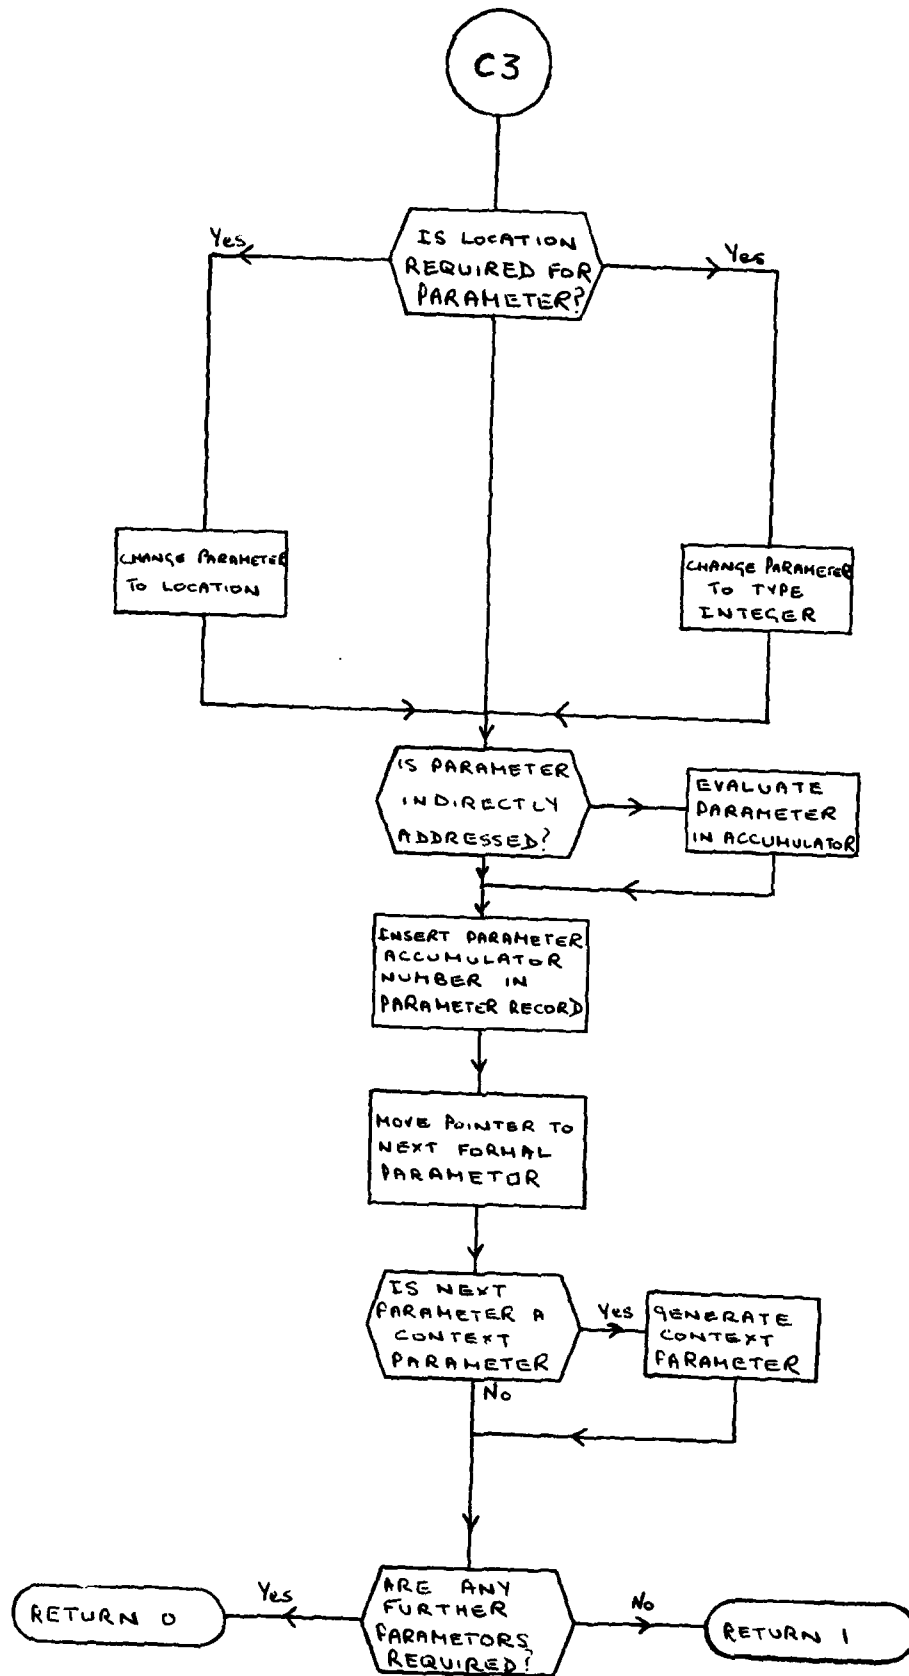 C3
IS LOCATION
REQUIRED FOR
PARAMETER?
Yes
Yes
CHANGE PARAMETER
TO LOCATION
CHANGE PARAMETER
TO TYPE
INTEGER
IS PARAMETER
INDIRECTLY
ADDRESSED?
EVALUATE
PARAMETER
IN ACCUMULATOR
INSERT PARAMETER
ACCUMULATOR
NUMBER IN
PARAMETER RECORD
MOVE POINTER TO
NEXT FORMAL
PARAMETOR
IS NEXT
PARAMETER A
CONTEXT
PARAMETER
Yes
GENERATE
CONTEXT
PARAMETER
No
ARE ANY
FURTHER
PARAMETORS
REQUIRED?
Yes
RETURN 0
No
RETURN 1